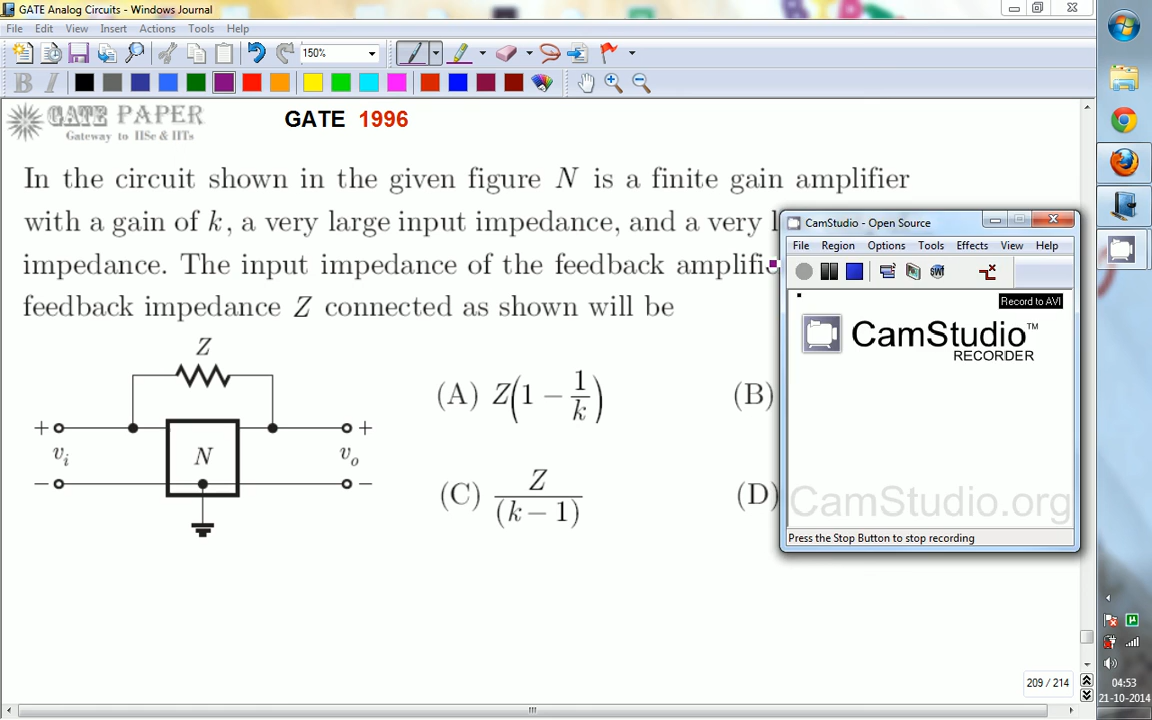 GATE Analog Circuits - Windows Journal
File Edit View Insert Actions Tools Help
150%
B I
GATE PAPER
Gateway to IISc & IITs
GATE 1996
In the circuit shown in the given figure N is a finite gain amplifier
with a gain of k, a very large input impedance, and a very
impedance. The input impedance of the feedback
feedback impedance Z connected as shown will be
Z
+ +
v_i N v_o
− −
(A) Z(1 − 1/k)
(B)
(C) Z/(k − 1)
(D)
CamStudio - Open Source
File Region Options Tools Effects View Help
Record to AVI
CamStudio™
RECORDER
CamStudio.org
Press the Stop Button to stop recording
209 / 214
04:53
21-10-2014